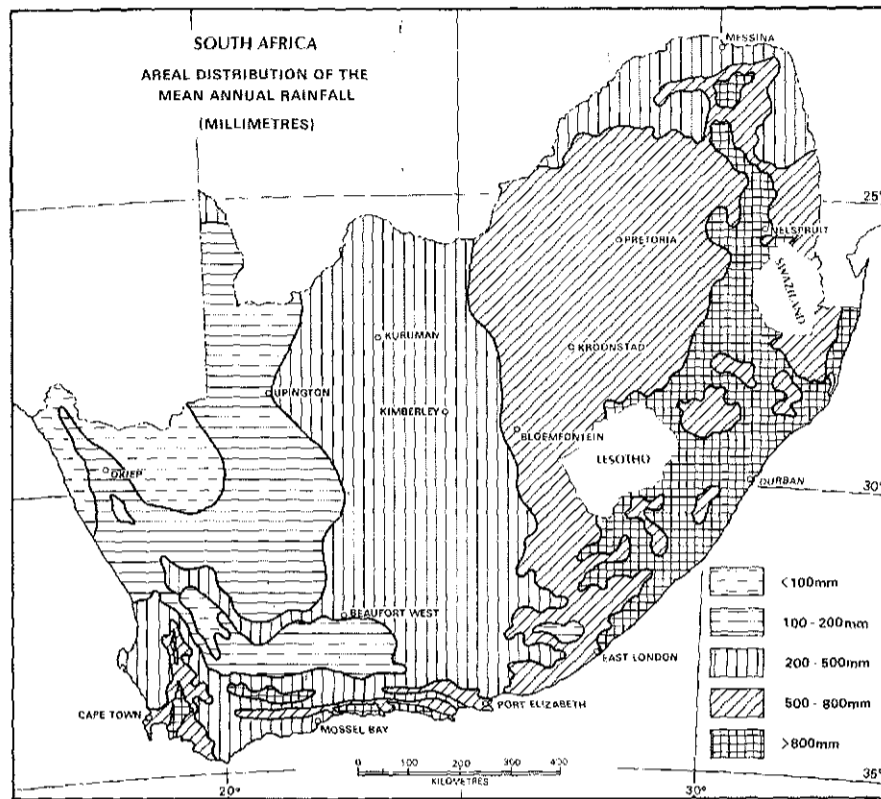 SOUTH AFRICA
AREAL DISTRIBUTION OF THE
MEAN ANNUAL RAINFALL
(MILLIMETRES)
MESSINA
25°
NELSPRUIT
PRETORIA
SWAZILAND
KURUMAN
KROONSTAD
UPINGTON
KIMBERLEY
BLOEMFONTEIN
LESOTHO
OKIEP
DURBAN
30°
<100mm
BEAUFORT WEST
100 - 200mm
EAST LONDON
200 - 500mm
PORT ELIZABETH
500 - 800mm
CAPE TOWN
MOSSEL BAY
>800mm
0 100 200 300 400
KILOMETRES
35°
20°
30°